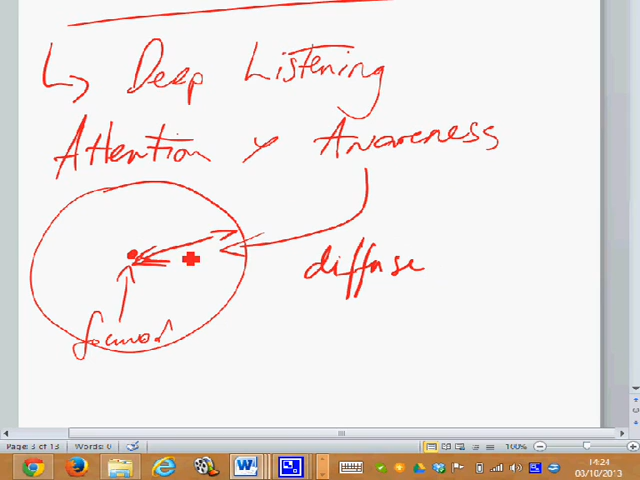 ↳ Deep Listening
Attention x Awareness
diffuse
focused
Page: 3 of 13 Words: 0 100%
14:24
03/10/2013